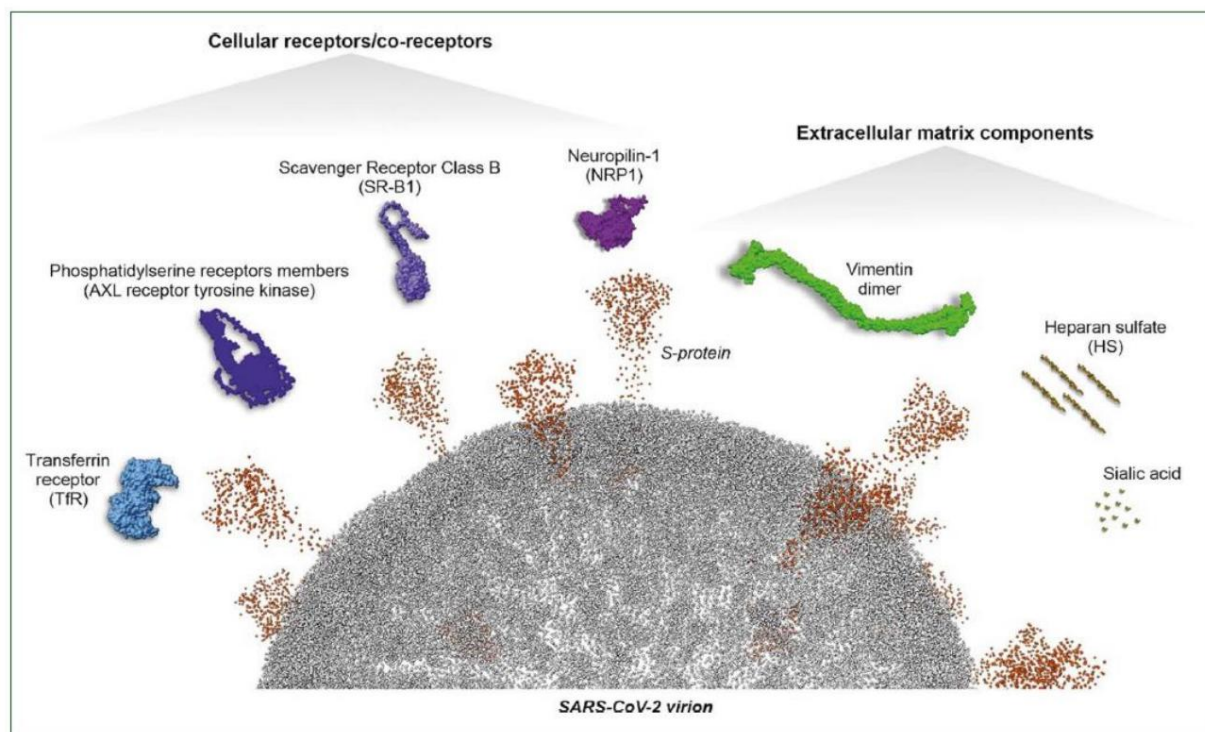 Cellular receptors/co-receptors
Extracellular matrix components
Scavenger Receptor Class B
(SR-B1)
Neuropilin-1
(NRP1)
Phosphatidylserine receptors members
(AXL receptor tyrosine kinase)
Vimentin
dimer
Heparan sulfate
(HS)
S-protein
Transferrin
receptor
(TfR)
Sialic acid
SARS-CoV-2 virion